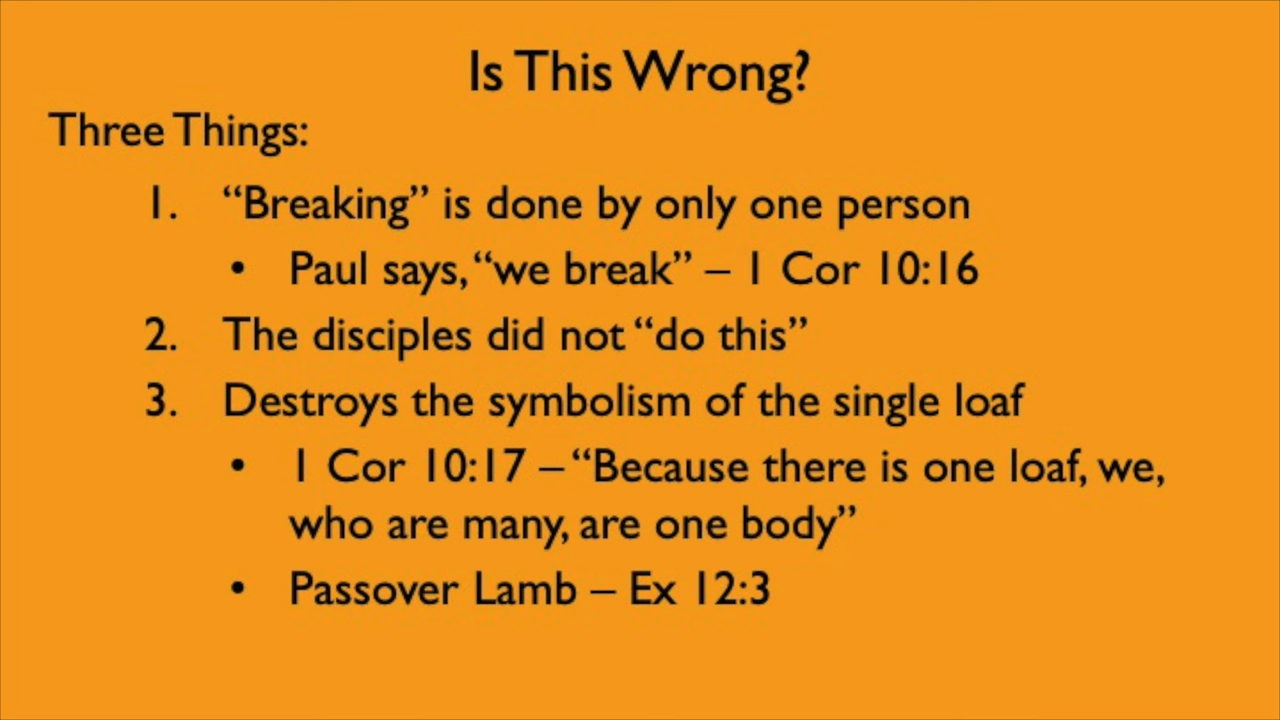 Is This Wrong?
Three Things:
1. “Breaking” is done by only one person
• Paul says, “we break” – 1 Cor 10:16
2. The disciples did not “do this”
3. Destroys the symbolism of the single loaf
• 1 Cor 10:17 – “Because there is one loaf, we,
who are many, are one body”
• Passover Lamb – Ex 12:3